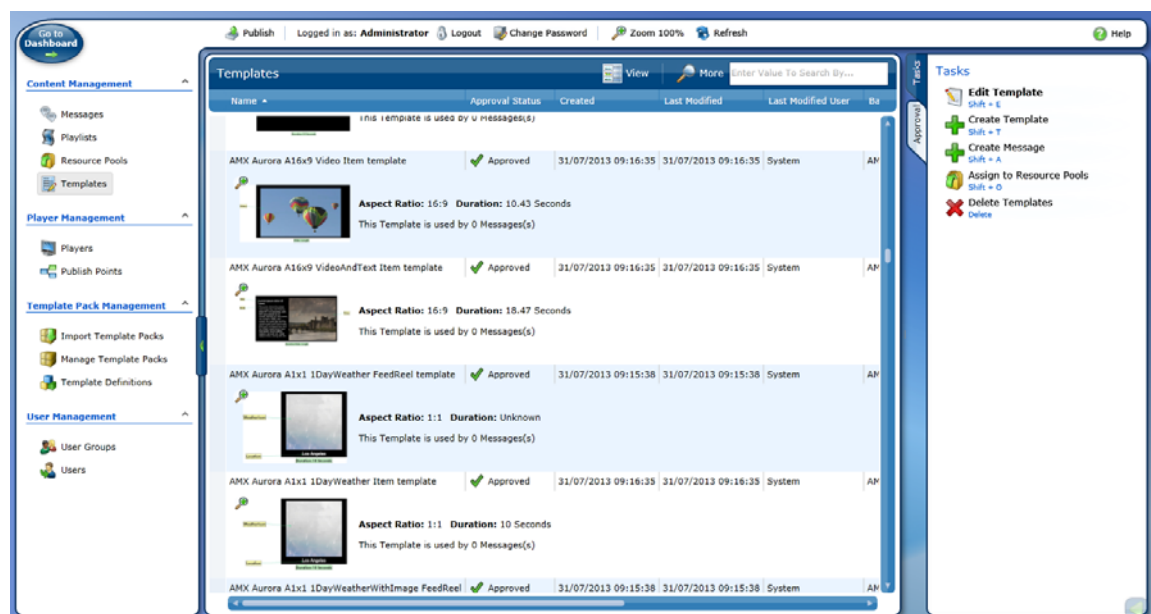 Go to
Dashboard
Publish
Logged in as: Administrator
Logout
Change Password
Zoom 100%
Refresh
Help
Content Management
Messages
Playlists
Resource Pools
Templates
Player Management
Players
Publish Points
Template Pack Management
Import Template Packs
Manage Template Packs
Template Definitions
User Management
User Groups
Users
Templates
View
More
Enter Value To Search By...
Name Approval Status Created Last Modified Last Modified User Ba
This Template is used by 0 Messages(s)
AMX Aurora A16x9 Video Item template Approved 31/07/2013 09:16:35 31/07/2013 09:16:35 System AM
Aspect Ratio: 16:9 Duration: 10.43 Seconds
This Template is used by 0 Messages(s)
AMX Aurora A16x9 VideoAndText Item template Approved 31/07/2013 09:16:35 31/07/2013 09:16:35 System AM
Aspect Ratio: 16:9 Duration: 18.47 Seconds
This Template is used by 0 Messages(s)
AMX Aurora A1x1 1DayWeather FeedReel template Approved 31/07/2013 09:15:38 31/07/2013 09:15:38 System AM
Aspect Ratio: 1:1 Duration: Unknown
This Template is used by 0 Messages(s)
Los Angeles
AMX Aurora A1x1 1DayWeather Item template Approved 31/07/2013 09:16:35 31/07/2013 09:16:35 System AM
Aspect Ratio: 1:1 Duration: 10 Seconds
This Template is used by 0 Messages(s)
Los Angeles
AMX Aurora A1x1 1DayWeatherWithImage FeedReel Approved 31/07/2013 09:15:38 31/07/2013 09:15:38 System AM
Tasks
Approval
Tasks
Edit Template
Shift + E
Create Template
Shift + T
Create Message
Shift + A
Assign to Resource Pools
Shift + O
Delete Templates
Delete